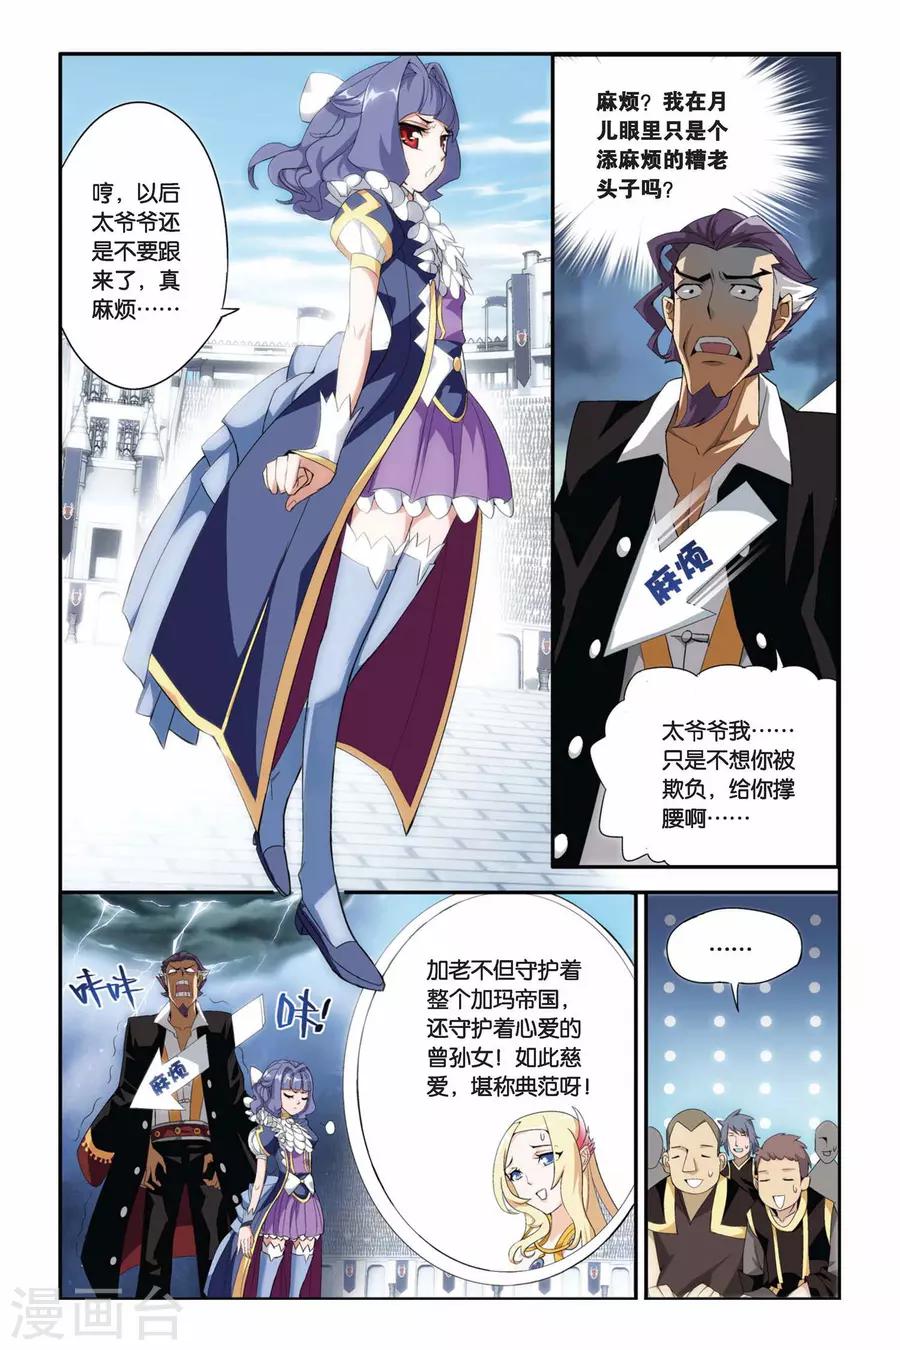 哼，以后
太爷爷还
是不要跟
来了，真
麻烦……
麻烦？我在月
儿眼里只是个
添麻烦的糟老
头子吗？
麻烦
太爷爷我……
只是不想你被
欺负，给你撑
腰啊……
咔咔
咔！
麻烦
加老不但守护着
整个加玛帝国，
还守护着心爱的
曾孙女！如此慈
爱，堪称典范呀！
……
漫画台